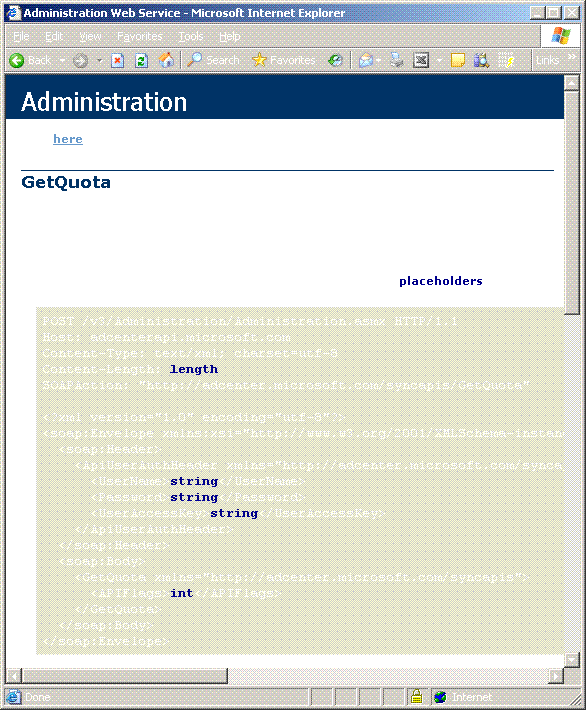 Administration Web Service - Microsoft Internet Explorer
File Edit View Favorites Tools Help
Back Search Favorites Links »
Administration
here
GetQuota
placeholders
POST /v7/Administration/Administration.asmx HTTP/1.1
Host: adcenterapi.microsoft.com
Content-Type: text/xml; charset=utf-8
Content-Length: length
SOAPAction: "http://adcenter.microsoft.com/syncapis/GetQuota"
<?xml version="1.0" encoding="utf-8"?>
<soap:Envelope xmlns:xsi="http://www.w3.org/2001/XMLSchema-instan
<soap:Header>
<ApiUserAuthHeader xmlns="http://adcenter.microsoft.com/synca
<UserName>string</UserName>
<Password>string</Password>
<UserAccessKey>string</UserAccessKey>
</ApiUserAuthHeader>
</soap:Header>
<soap:Body>
<GetQuota xmlns="http://adcenter.microsoft.com/syncapis">
<APIFlags>int</APIFlags>
</GetQuota>
</soap:Body>
</soap:Envelope>
Done Internet